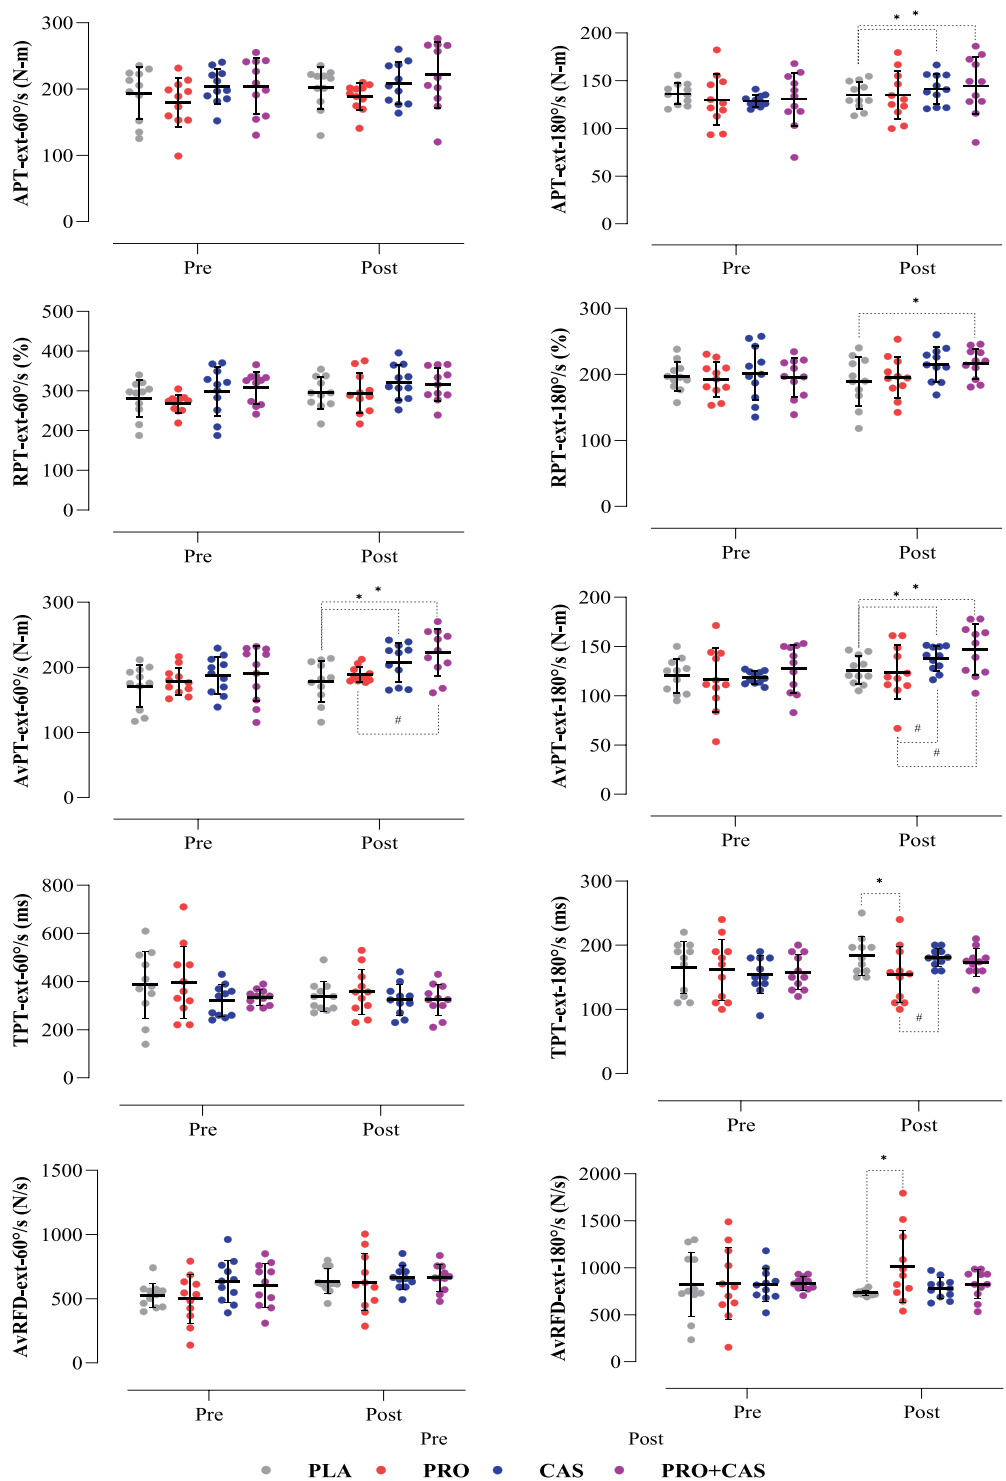 APT-ext-60°/s (N-m)
300
200
100
0
Pre
Post
APT-ext-180°/s (N-m)
200
150
100
50
0
* *
Pre
Post
RPT-ext-60°/s (%)
500
400
300
200
100
0
Pre
Post
RPT-ext-180°/s (%)
300
200
100
0
*
Pre
Post
AvPT-ext-60°/s (N-m)
300
200
100
0
* *
#
Pre
Post
AvPT-ext-180°/s (N-m)
200
150
100
50
0
* *
#
#
Pre
Post
TPT-ext-60°/s (ms)
800
600
400
200
0
Pre
Post
TPT-ext-180°/s (ms)
300
200
100
0
*
#
Pre
Post
AvRFD-ext-60°/s (N/s)
1500
1000
500
0
Pre
Post
AvRFD-ext-180°/s (N/s)
2000
1500
1000
500
0
*
Pre
Post
Pre
Post
PLA PRO CAS PRO+CAS